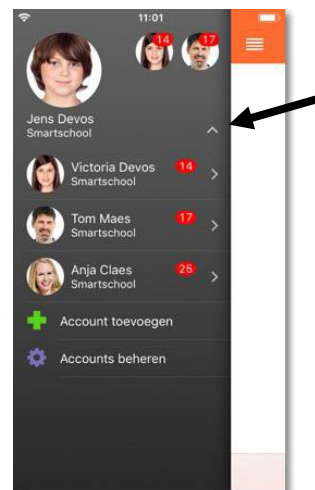 11:01
14
17
Jens Devos
Smartschool
Victoria Devos 14
Smartschool
Tom Maes 17
Smartschool
Anja Claes 25
Smartschool
Account toevoegen
Accounts beheren